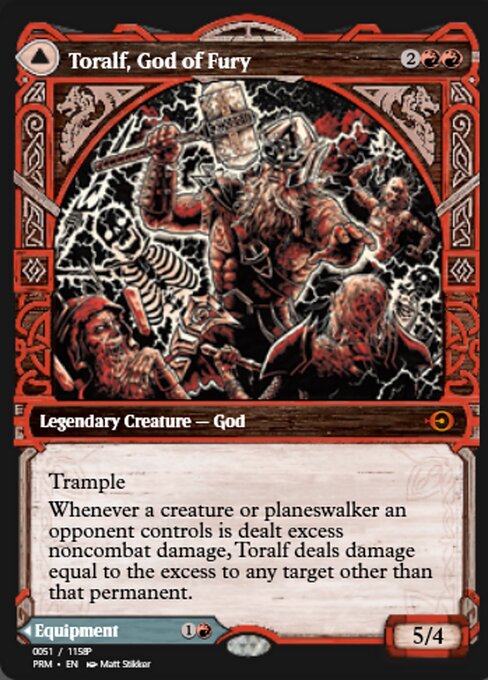 Toralf, God of Fury 2
Legendary Creature — God
Trample
Whenever a creature or planeswalker an
opponent controls is dealt excess
noncombat damage, Toralf deals damage
equal to the excess to any target other than
that permanent.
Equipment 1
5/4
0051 / 1158P
PRM • EN Matt Stikker